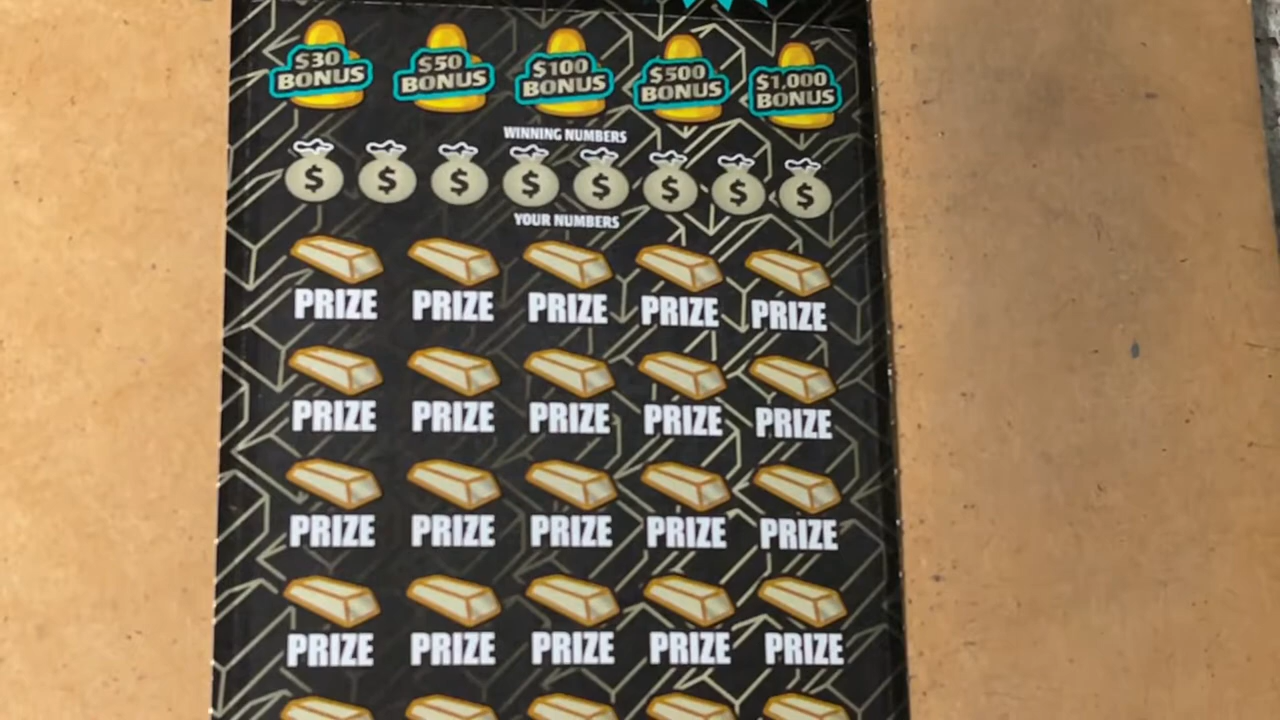 $30 BONUS
$50 BONUS
$100 BONUS
$500 BONUS
$1,000 BONUS
WINNING NUMBERS
$ $ $ $ $ $ $ $
YOUR NUMBERS
PRIZE PRIZE PRIZE PRIZE PRIZE
PRIZE PRIZE PRIZE PRIZE PRIZE
PRIZE PRIZE PRIZE PRIZE PRIZE
PRIZE PRIZE PRIZE PRIZE PRIZE